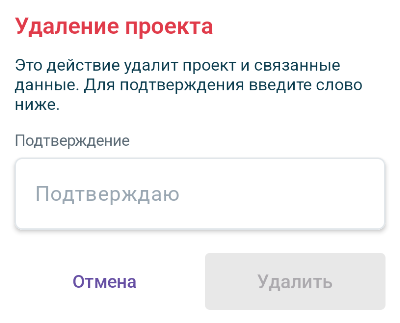 Удаление проекта
Это действие удалит проект и связанные
данные. Для подтверждения введите слово
ниже.
Подтверждение
Подтверждаю
Отмена
Удалить